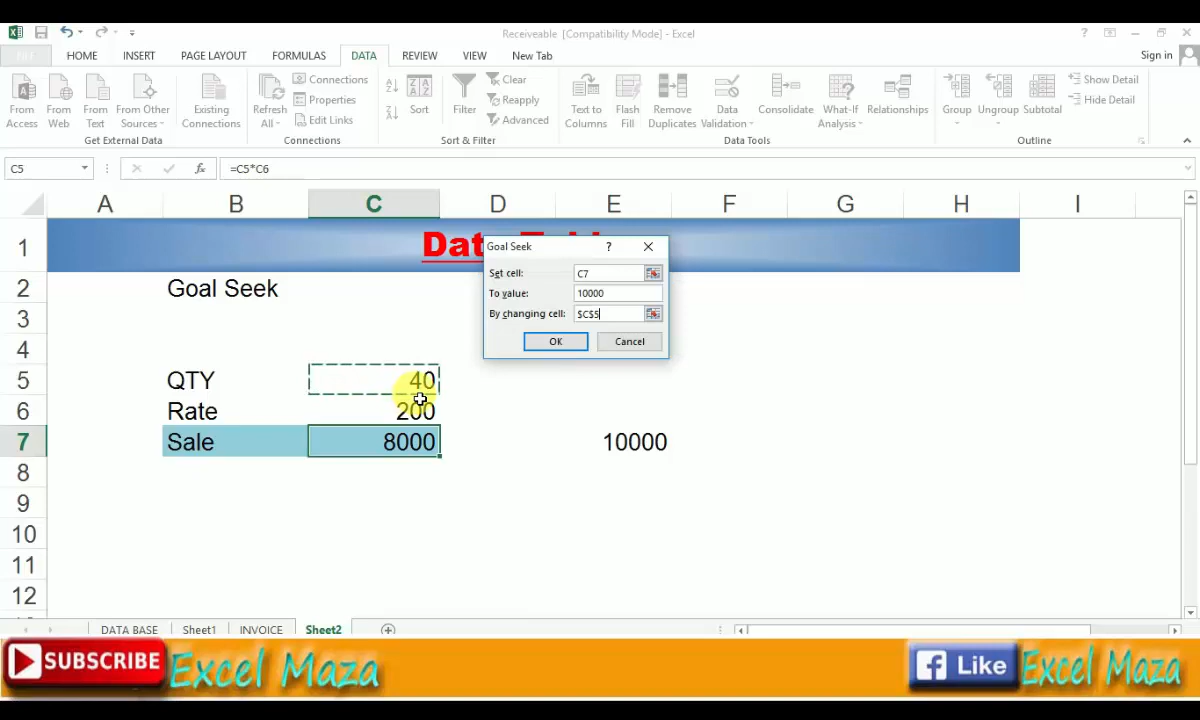 Receiveable [Compatibility Mode] - Excel
HOME INSERT PAGE LAYOUT FORMULAS DATA REVIEW VIEW New Tab Sign in
From Access
From Web
From Text
From Other Sources
Get External Data
Existing Connections
Refresh All
Connections
Properties
Edit Links
Connections
Sort
Filter
Clear
Reapply
Advanced
Sort & Filter
Text to Columns
Flash Fill
Remove Duplicates
Data Validation
Consolidate
What-If Analysis
Relationships
Data Tools
Group
Ungroup
Subtotal
Show Detail
Hide Detail
Outline
C5 fx =C5*C6
A B C D E F G H I
1
2 Goal Seek
3
4
5 QTY 40
6 Rate 200
7 Sale 8000 10000
8
9
10
11
12
Goal Seek ?
Set cell: C7
To value: 10000
By changing cell: $C$5
OK Cancel
DATA BASE Sheet1 INVOICE Sheet2
SUBSCRIBE Excel Maza
f Like Excel Maza